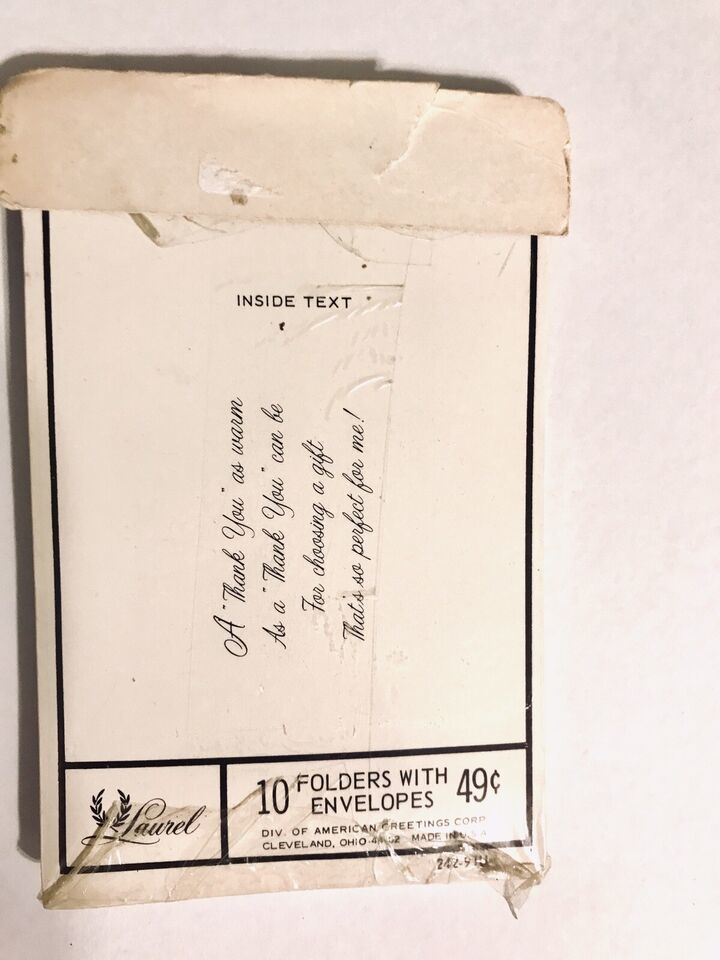 INSIDE TEXT
A "Thank You" as warm
As a "Thank You" can be
For choosing a gift
That's so perfect for me!
Laurel
10 FOLDERS WITH ENVELOPES 49¢
DIV. OF AMERICAN GREETINGS CORP.
CLEVELAND, OHIO MADE IN U.S.A.